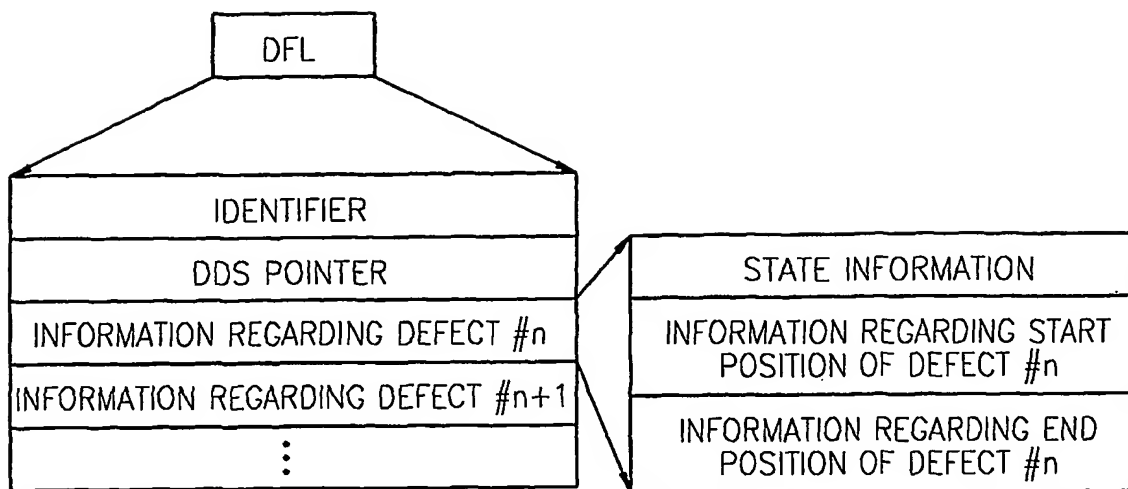 DFL
IDENTIFIER
DDS POINTER
INFORMATION REGARDING DEFECT #n
INFORMATION REGARDING DEFECT #n+1
⋮
STATE INFORMATION
INFORMATION REGARDING START
POSITION OF DEFECT #n
INFORMATION REGARDING END
POSITION OF DEFECT #n